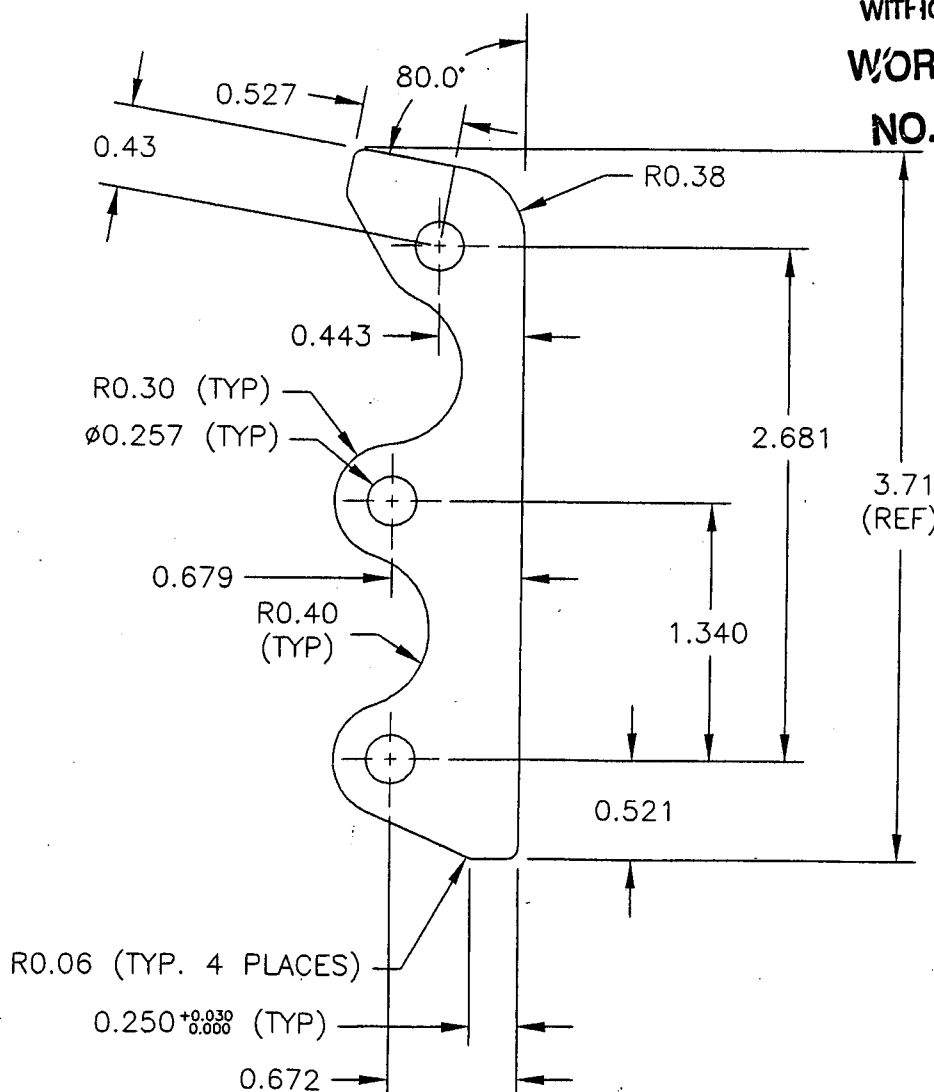 WITHO
WOR
NO.
80.0°
0.527
0.43
R0.38
0.443
R0.30 (TYP)
ø0.257 (TYP)
2.681
3.71
(REF)
0.679
R0.40
(TYP)
1.340
0.521
R0.06 (TYP. 4 PLACES)
0.250 +0.030 0.000 (TYP)
0.672